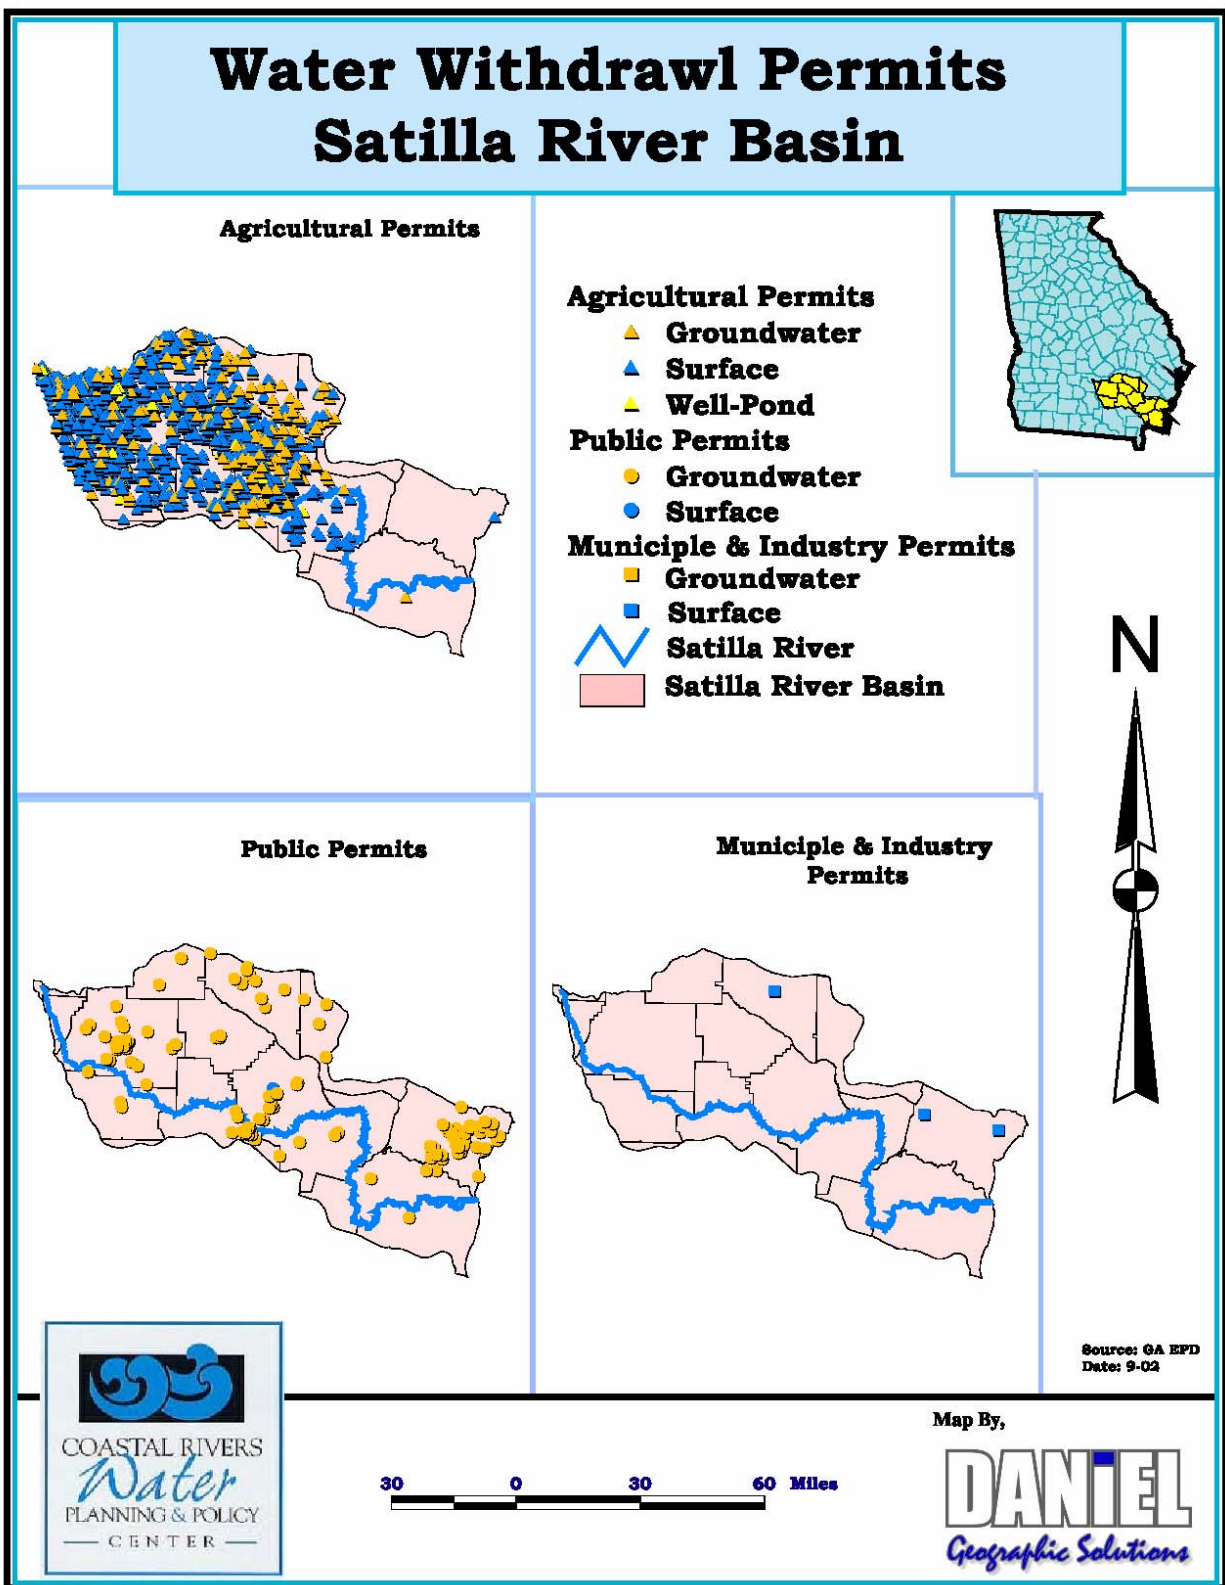 Water Withdrawl Permits
Satilla River Basin
Agricultural Permits
Agricultural Permits
Groundwater
Surface
Well-Pond
Public Permits
Groundwater
Surface
Municiple & Industry Permits
Groundwater
Surface
Satilla River
Satilla River Basin
N
Public Permits
Municiple & Industry
Permits
Source: GA EPD
Date: 9-02
COASTAL RIVERS
Water
PLANNING & POLICY
CENTER
30 0 30 60 Miles
Map By,
DANiEL
Geographic Solutions